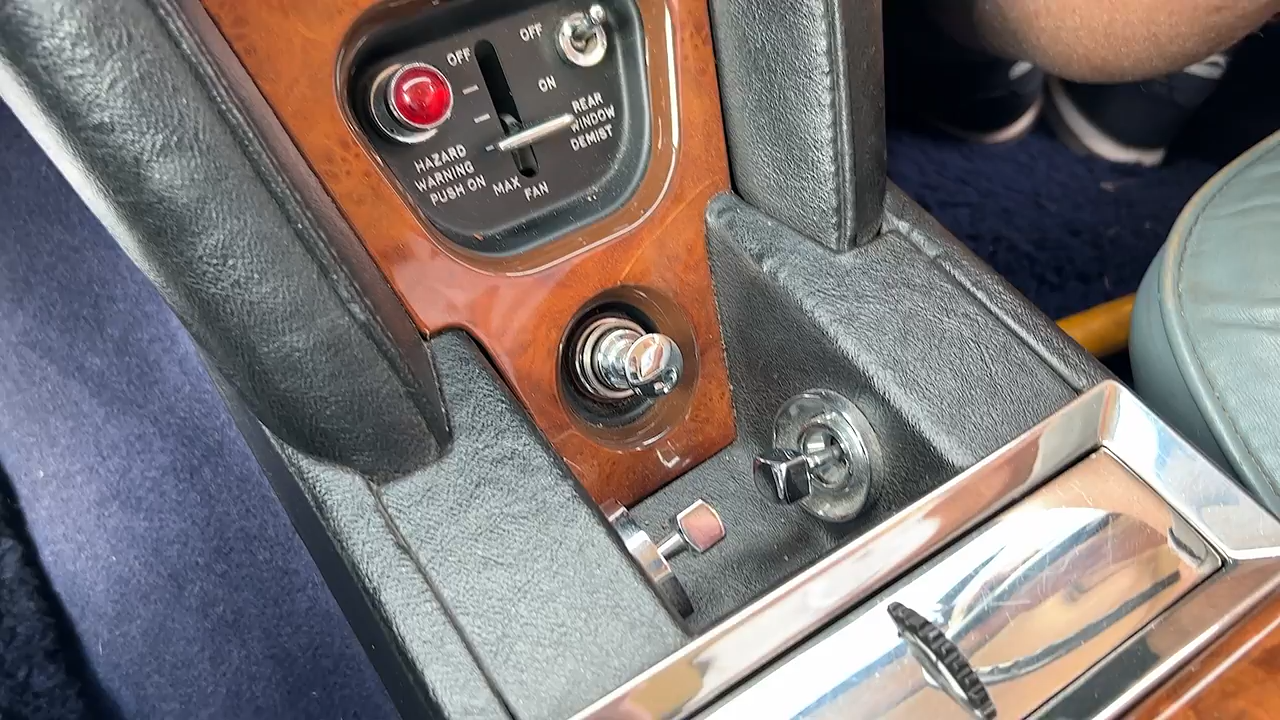 OFF
HAZARD
WARNING
PUSH ON
MAX
FAN
OFF
ON
REAR
WINDOW
DEMIST